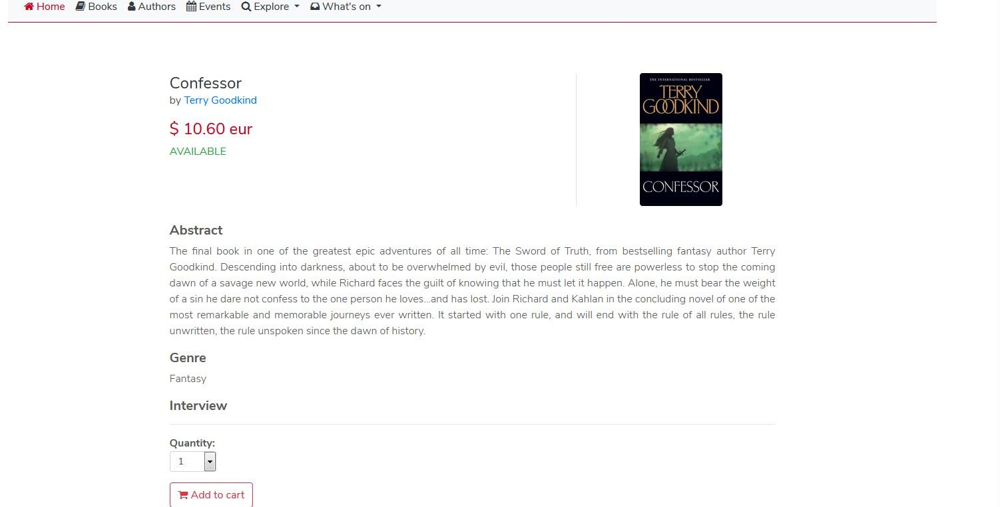 Home Books Authors Events Explore What's on
Confessor
by Terry Goodkind
$ 10.60 eur
AVAILABLE
THE INTERNATIONAL BESTSELLER
TERRY
GOODKIND
CONFESSOR
Abstract
The final book in one of the greatest epic adventures of all time: The Sword of Truth, from bestselling fantasy author Terry
Goodkind. Descending into darkness, about to be overwhelmed by evil, those people still free are powerless to stop the coming
dawn of a savage new world, while Richard faces the guilt of knowing that he must let it happen. Alone, he must bear the weight
of a sin he dare not confess to the one person he loves...and has lost. Join Richard and Kahlan in the concluding novel of one of the
most remarkable and memorable journeys ever written. It started with one rule, and will end with the rule of all rules, the rule
unwritten, the rule unspoken since the dawn of history.
Genre
Fantasy
Interview
Quantity:
1
Add to cart